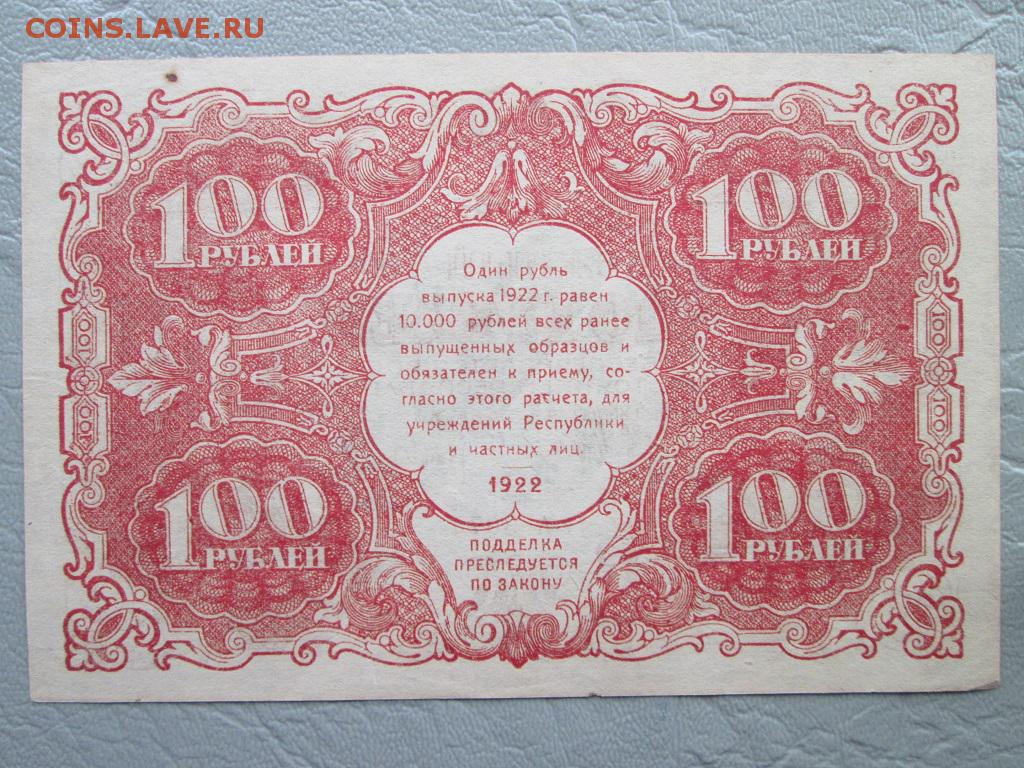 COINS.LAVE.RU
100 100
РУБЛЕЙ РУБЛЕЙ
Один рубль
выпуска 1922 г. равен
10.000 рублей всех ранее
выпущенных образцов и
обязателен к приему, со-
гласно этого расчета, для
учреждений Республики
и частных лиц.
1922
100 100
РУБЛЕЙ РУБЛЕЙ
ПОДДЕЛКА
ПРЕСЛЕДУЕТСЯ
ПО ЗАКОНУ